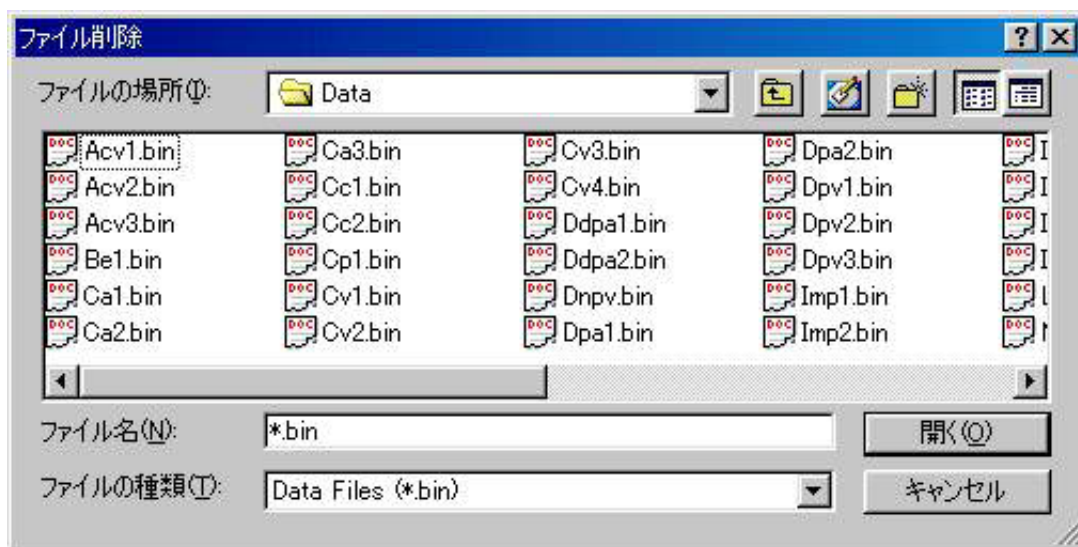 ファイル削除
ファイルの場所(I): Data
Acv1.bin Ca3.bin Cv3.bin Dpa2.bin I
Acv2.bin Cc1.bin Cv4.bin Dpv1.bin I
Acv3.bin Cc2.bin Ddpa1.bin Dpv2.bin I
Be1.bin Cp1.bin Ddpa2.bin Dpv3.bin I
Ca1.bin Cv1.bin Dnpv.bin Imp1.bin
Ca2.bin Cv2.bin Dpa1.bin Imp2.bin
ファイル名(N): *.bin 開く(O)
ファイルの種類(T): Data Files (*.bin) キャンセル